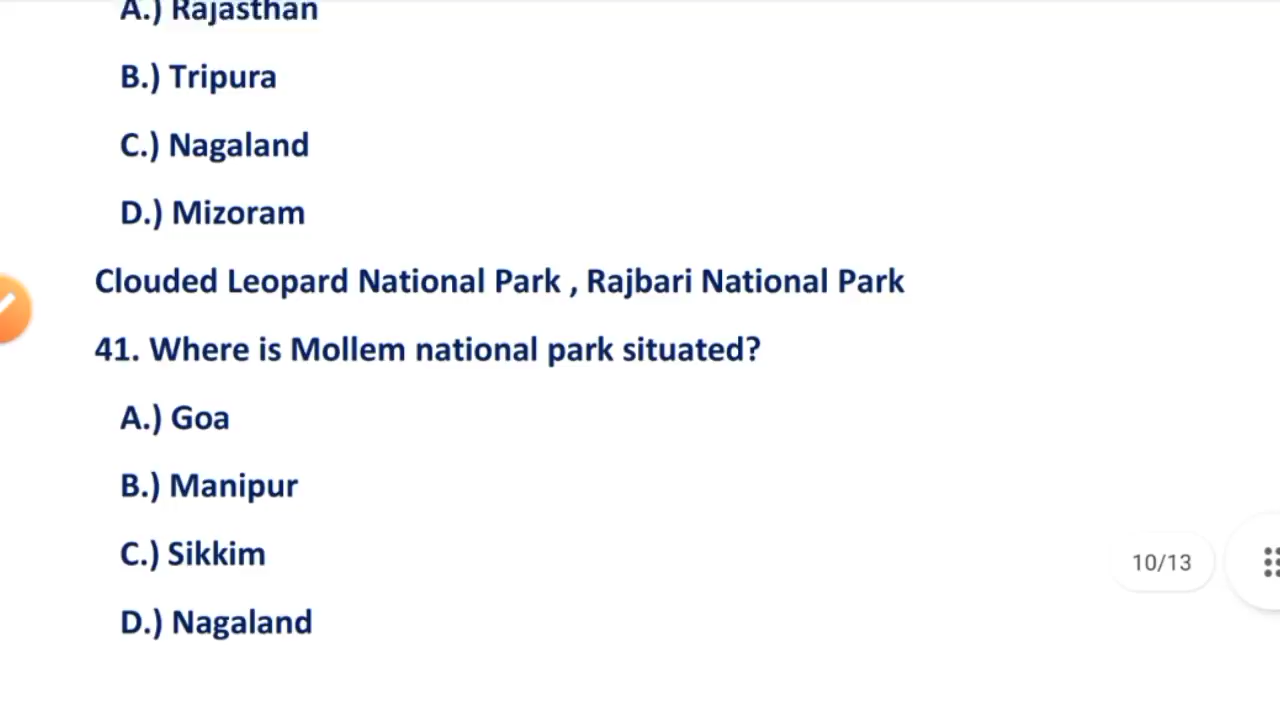 A.) Rajasthan
B.) Tripura
C.) Nagaland
D.) Mizoram
Clouded Leopard National Park , Rajbari National Park
41. Where is Mollem national park situated?
A.) Goa
B.) Manipur
C.) Sikkim
10/13
D.) Nagaland